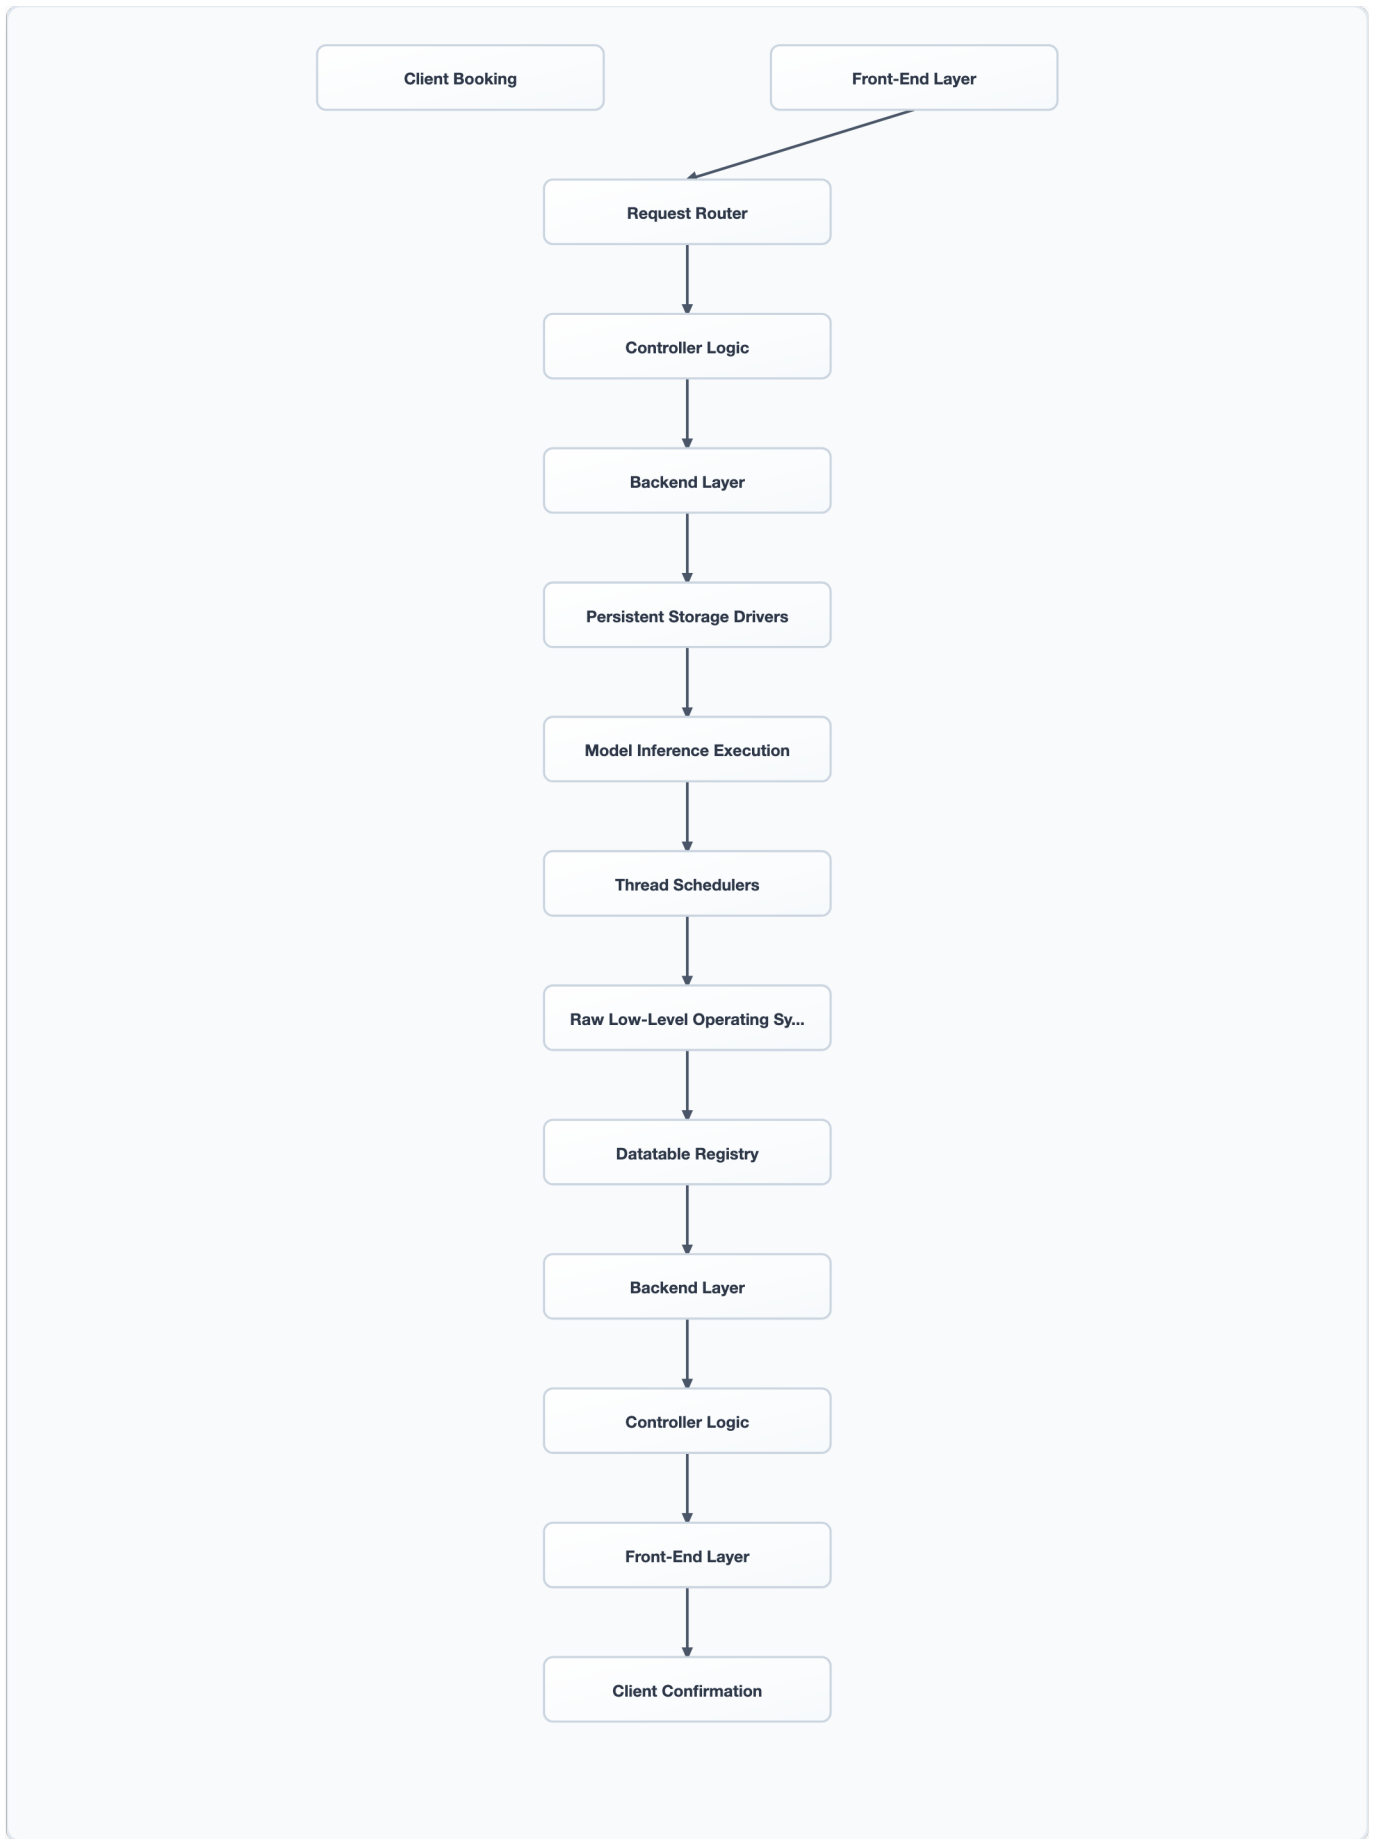 Client Booking
Front-End Layer
Request Router
Controller Logic
Backend Layer
Persistent Storage Drivers
Model Inference Execution
Thread Schedulers
Raw Low-Level Operating Sy...
Datatable Registry
Backend Layer
Controller Logic
Front-End Layer
Client Confirmation